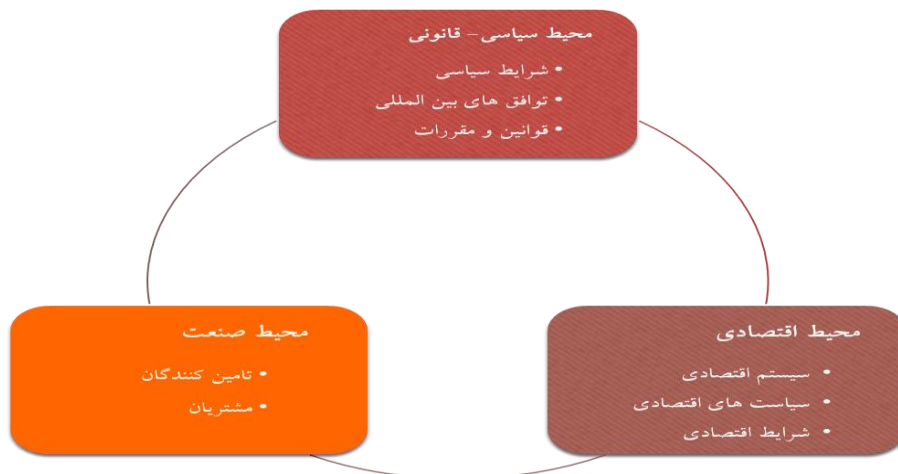 محیط سیاسی- قانونی
• شرایط سیاسی
• توافق های بین المللی
• قوانین و مقررات
محیط اقتصادی
• سیستم اقتصادی
• سیاست های اقتصادی
• شرایط اقتصادی
محیط صنعت
• تامین کنندگان
• مشتریان